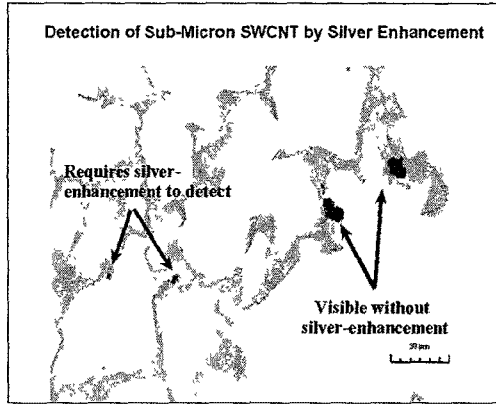 Detection of Sub-Micron SWCNT by Silver Enhancement
Requires silver-
enhancement to detect
Visible without
silver-enhancement